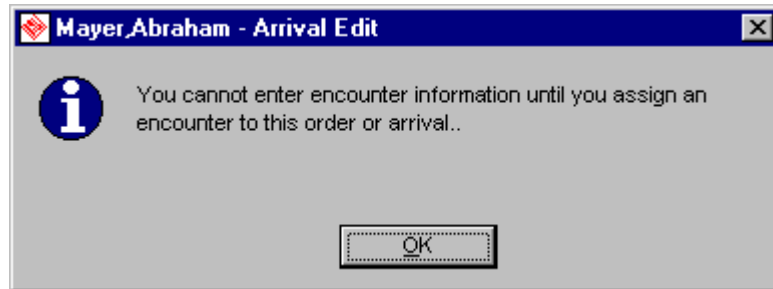 Mayer,Abraham - Arrival Edit
You cannot enter encounter information until you assign an
encounter to this order or arrival..
OK